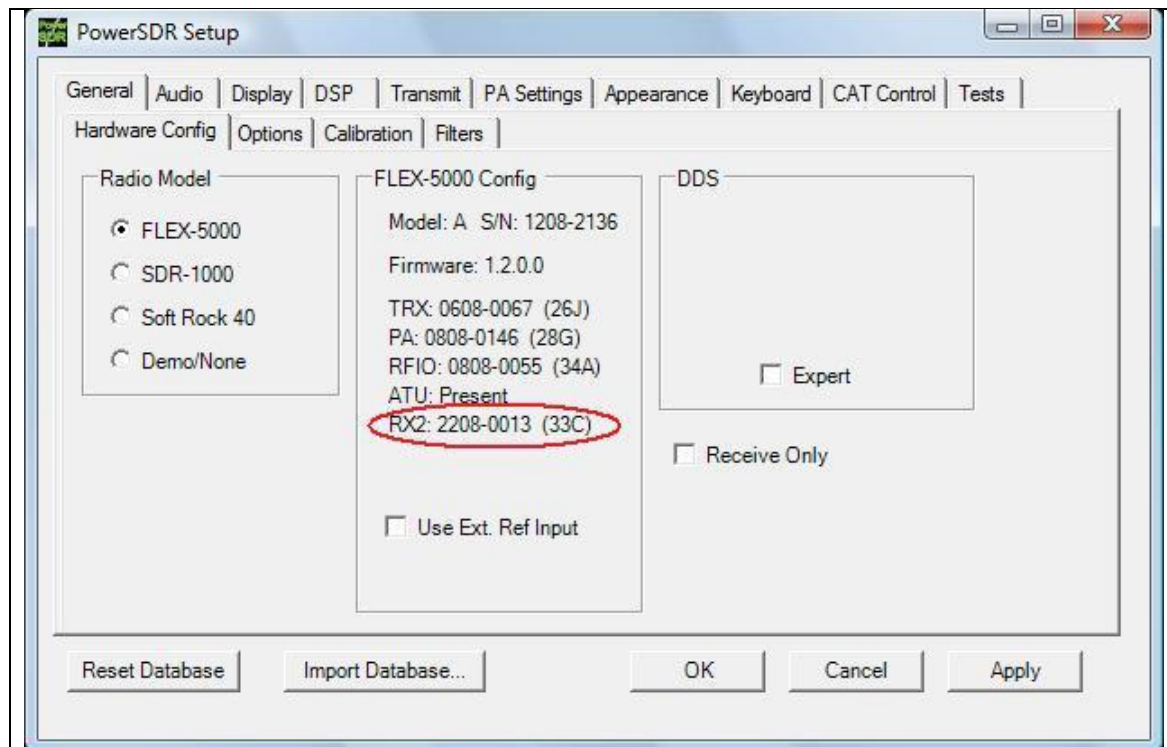 Power SDR
PowerSDR Setup
General Audio Display DSP Transmit PA Settings Appearance Keyboard CAT Control Tests
Hardware Config Options Calibration Filters
Radio Model
FLEX-5000
SDR-1000
Soft Rock 40
Demo/None
FLEX-5000 Config
Model: A S/N: 1208-2136
Firmware: 1.2.0.0
TRX: 0608-0067 (26J)
PA: 0808-0146 (28G)
RFIO: 0808-0055 (34A)
ATU: Present
RX2: 2208-0013 (33C)
Use Ext. Ref Input
DDS
Expert
Receive Only
Reset Database Import Database... OK Cancel Apply